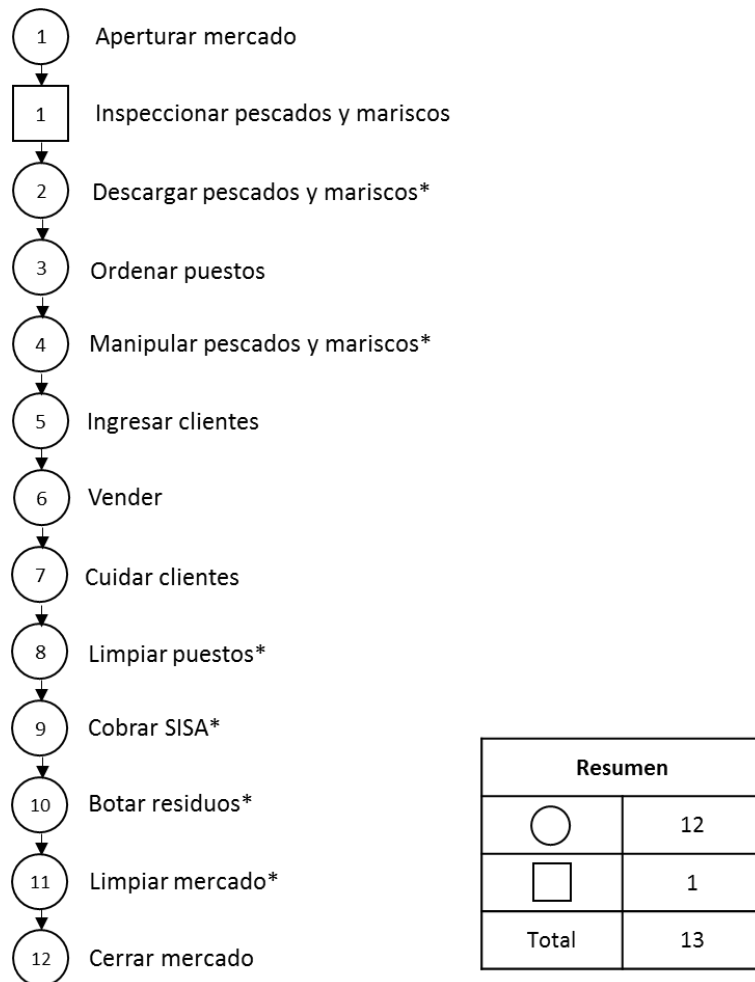 1 Aperturar mercado
1 Inspeccionar pescados y mariscos
2 Descargar pescados y mariscos*
3 Ordenar puestos
4 Manipular pescados y mariscos*
5 Ingresar clientes
6 Vender
7 Cuidar clientes
8 Limpiar puestos*
9 Cobrar SISA*
10 Botar residuos*
11 Limpiar mercado*
12 Cerrar mercado
Resumen
12
1
Total 13